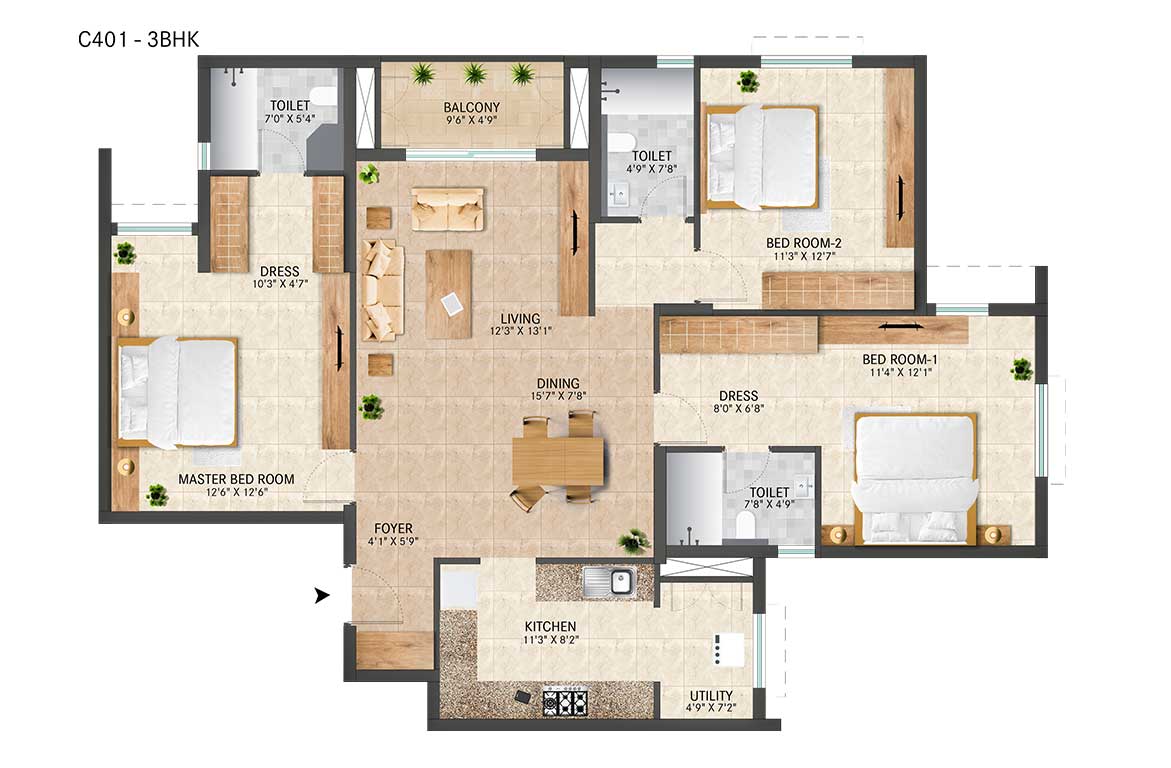 C401 - 3BHK
TOILET
7'0" X 5'4"
BALCONY
9'6" X 4'9"
TOILET
4'9" X 7'8"
BED ROOM-2
11'3" X 12'7"
DRESS
10'3" X 4'7"
LIVING
12'3" X 13'1"
BED ROOM-1
11'4" X 12'1"
DINING
15'7" X 7'8"
DRESS
8'0" X 6'8"
MASTER BED ROOM
12'6" X 12'6"
TOILET
7'8" X 4'9"
FOYER
4'1" X 5'9"
KITCHEN
11'3" X 8'2"
UTILITY
4'9" X 7'2"